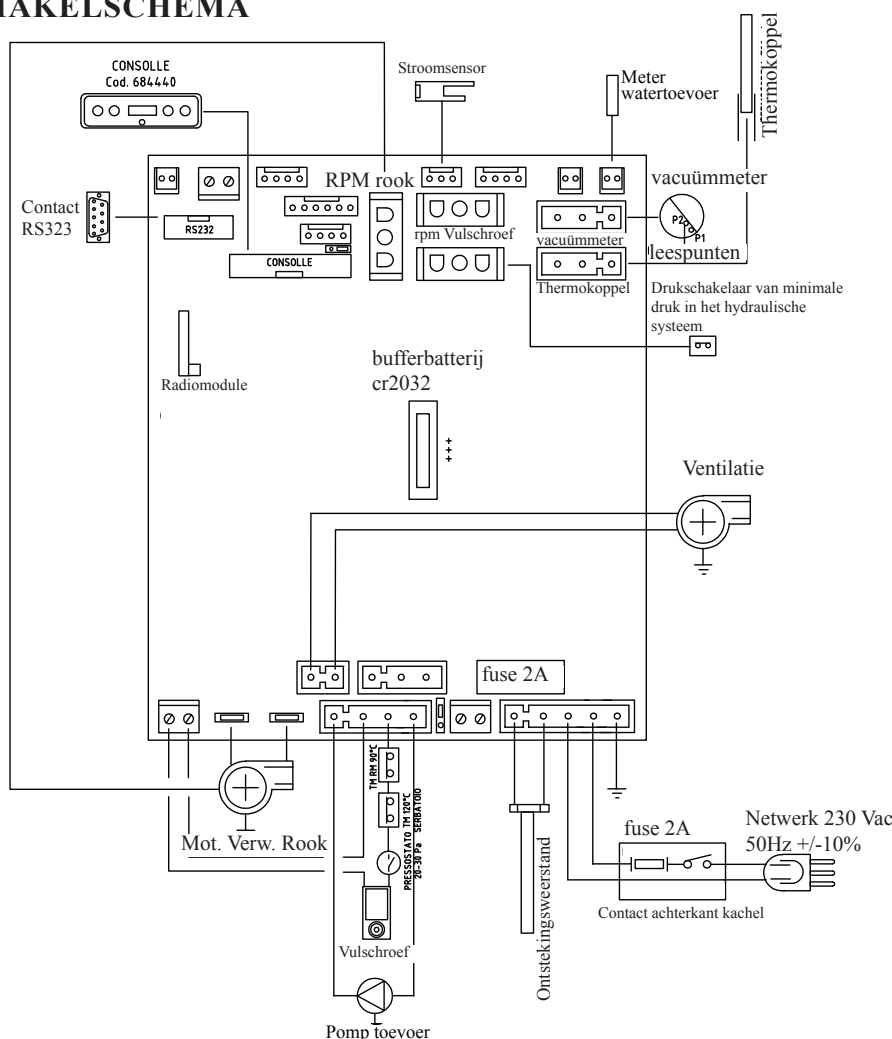 HAKELSCHEMA
CONSOLLE
Cod. 684440
Stroomsensor
Meter
watertoevoer
Thermokoppel
RPM rook
vacuümmeter
Contact
RS323
RS232
rpm Vulschroef
vacuümmeter
P2
P1
leespunten
CONSOLLE
Thermokoppel
Drukschakelaar van minimale
druk in het hydraulische
systeem
Radiomodule
bufferbatterij
cr2032
+++
Ventilatie
fuse 2A
TM RM 90°C
PRESSOSTATO TM 120°C
20-30 Pa SERBATOIO
Mot. Verw. Rook
Vulschroef
Pomp toevoer
Ontstekingsweerstand
fuse 2A
Contact achterkant kachel
Netwerk 230 Vac
50Hz +/-10%